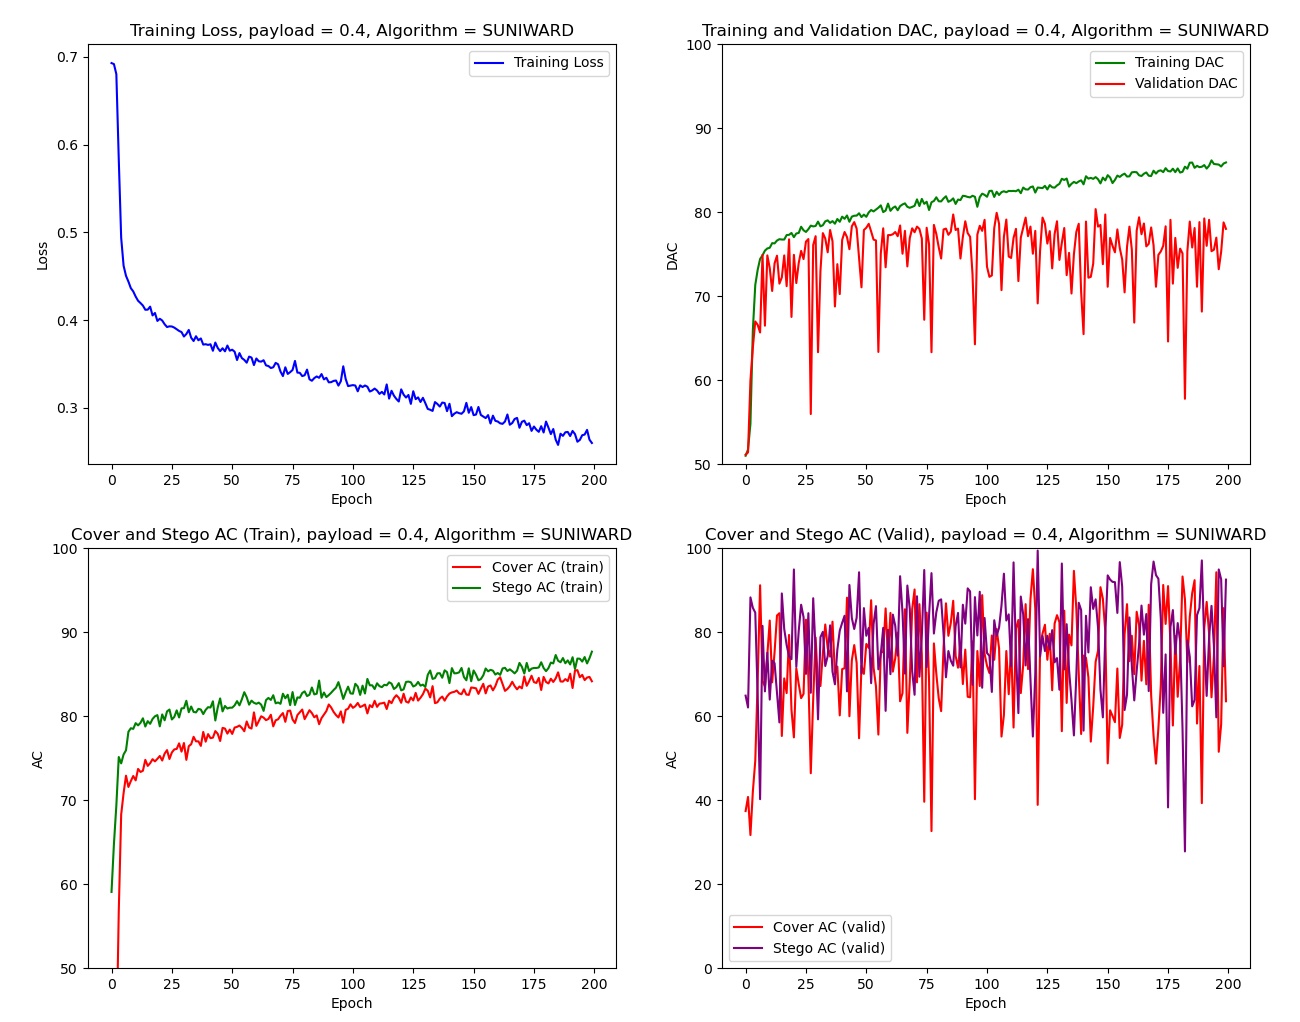 Training Loss, payload = 0.4, Algorithm = SUNIWARD
0.7
0.6
0.5
0.4
0.3
Loss
Training Loss
0 25 50 75 100 125 150 175 200
Epoch
Training and Validation DAC, payload = 0.4, Algorithm = SUNIWARD
100
90
80
70
60
50
DAC
Training DAC
Validation DAC
0 25 50 75 100 125 150 175 200
Epoch
Cover and Stego AC (Train), payload = 0.4, Algorithm = SUNIWARD
100
90
80
70
60
50
AC
Cover AC (train)
Stego AC (train)
0 25 50 75 100 125 150 175 200
Epoch
Cover and Stego AC (Valid), payload = 0.4, Algorithm = SUNIWARD
100
80
60
40
20
0
AC
Cover AC (valid)
Stego AC (valid)
0 25 50 75 100 125 150 175 200
Epoch